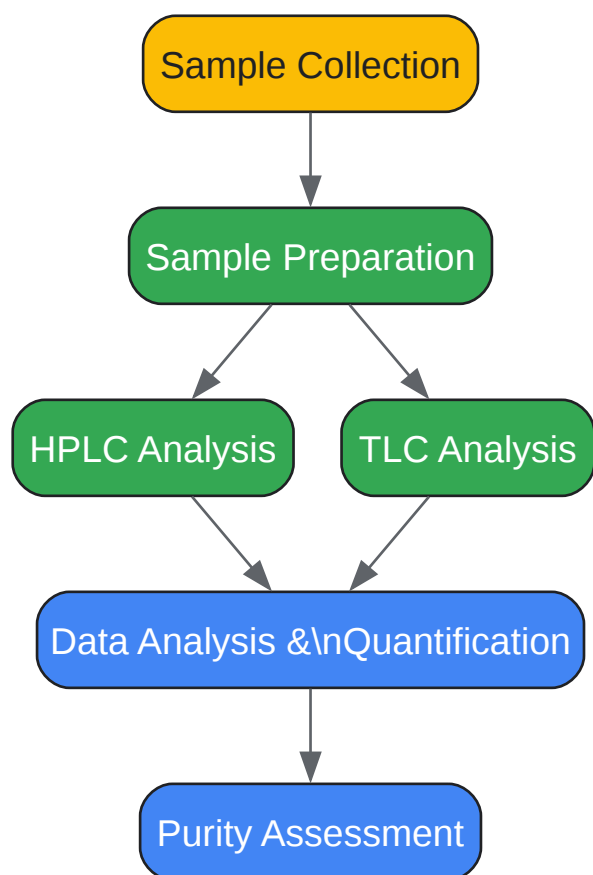 Sample Collection
Sample Preparation
HPLC Analysis
TLC Analysis
Data Analysis &\nQuantification
Purity Assessment